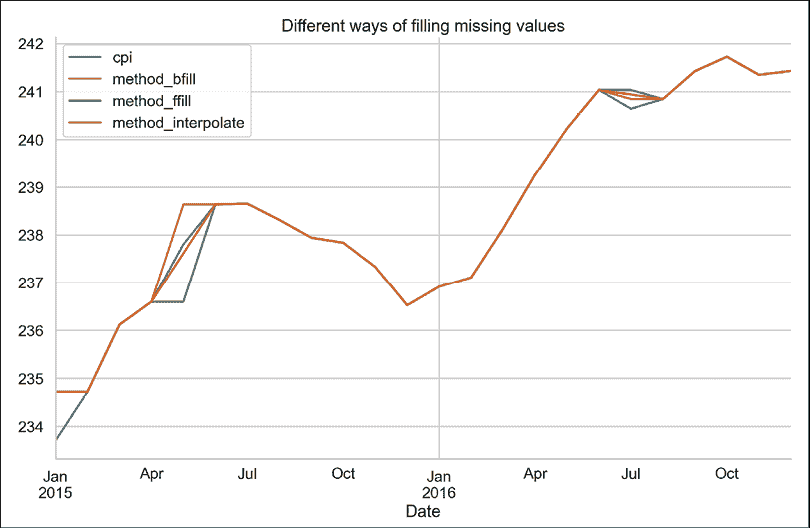 Different ways of filling missing values
242
241
240
239
238
237
236
235
234
cpi
method_bfill
method_ffill
method_interpolate
Jan Apr Jul Oct Jan Apr Jul Oct
2015 2016
Date